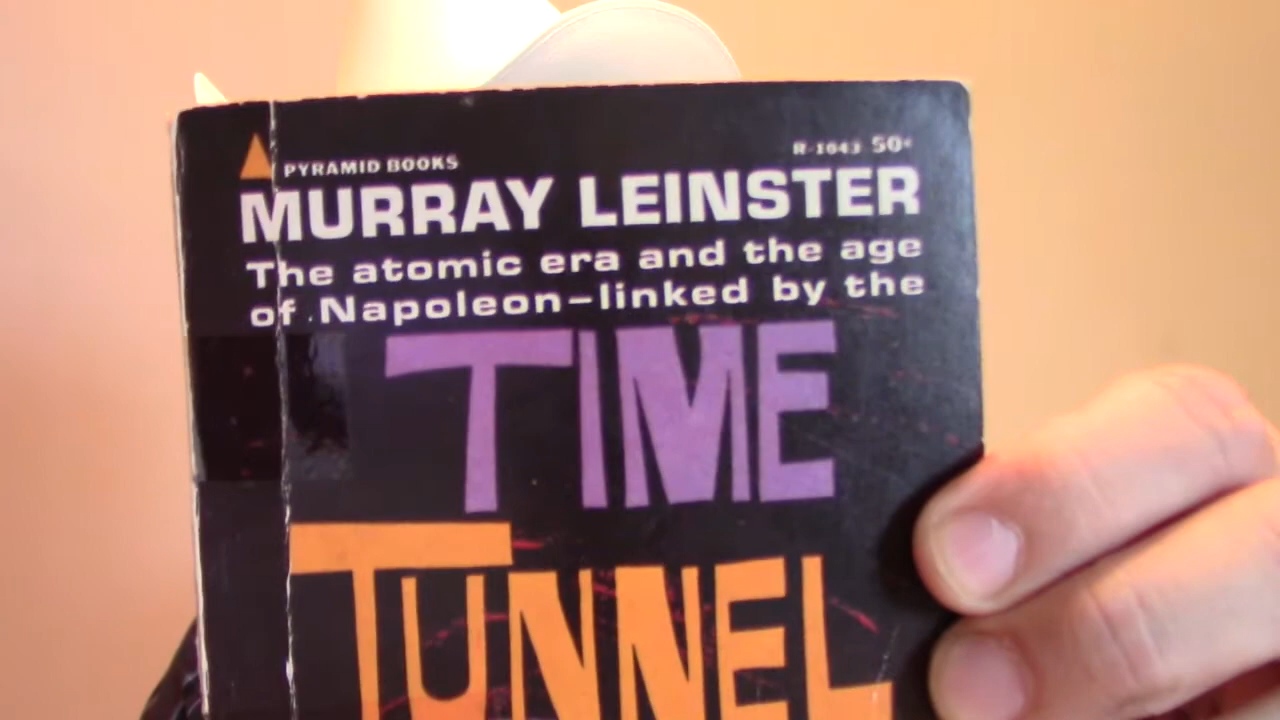 PYRAMID BOOKS
R-1043 50¢
MURRAY LEINSTER
The atomic era and the age
of Napoleon—linked by the
TIME
TUNNEL